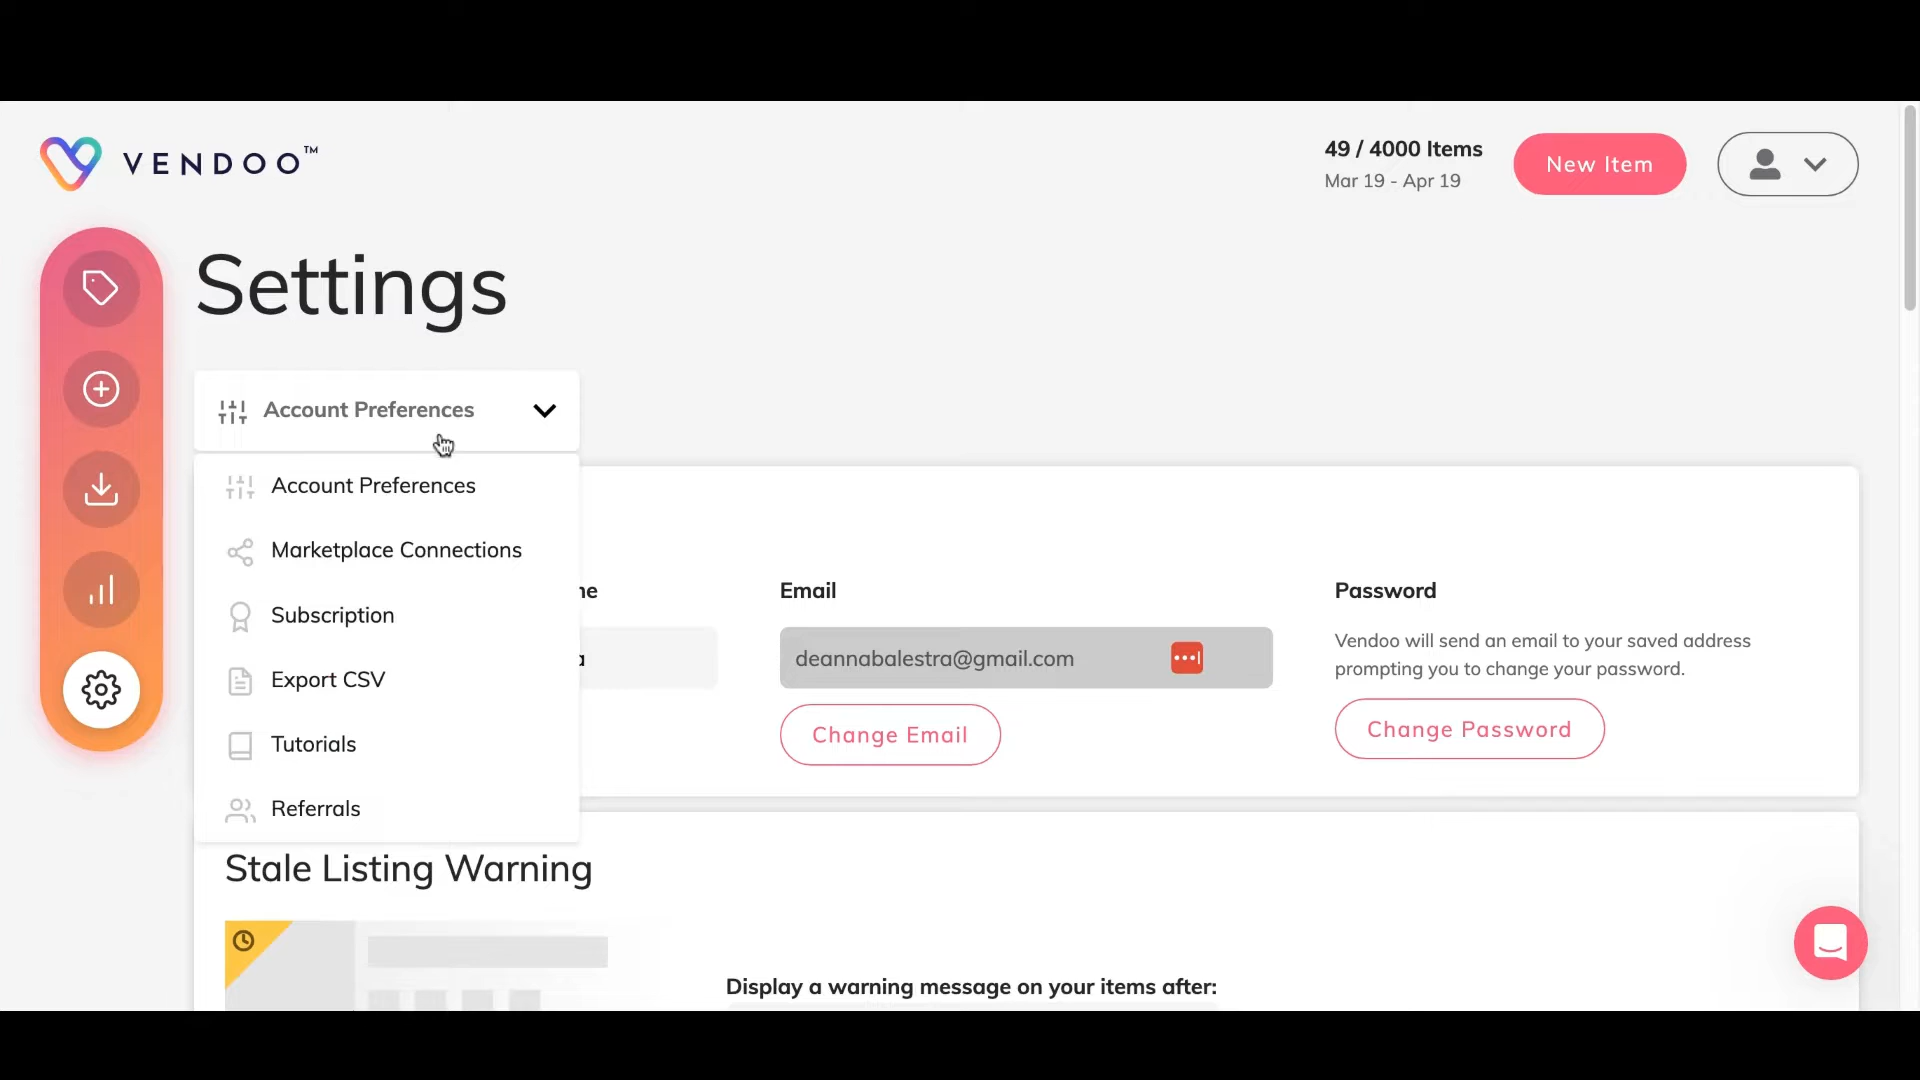 VENDOO™
49 / 4000 Items
Mar 19 - Apr 19
New Item
Settings
Account Preferences
Account Preferences
Marketplace Connections
Subscription
Export CSV
Tutorials
Referrals
Email
deannabalestra@gmail.com
Change Email
Password
Vendoo will send an email to your saved address
prompting you to change your password.
Change Password
Stale Listing Warning
Display a warning message on your items after: